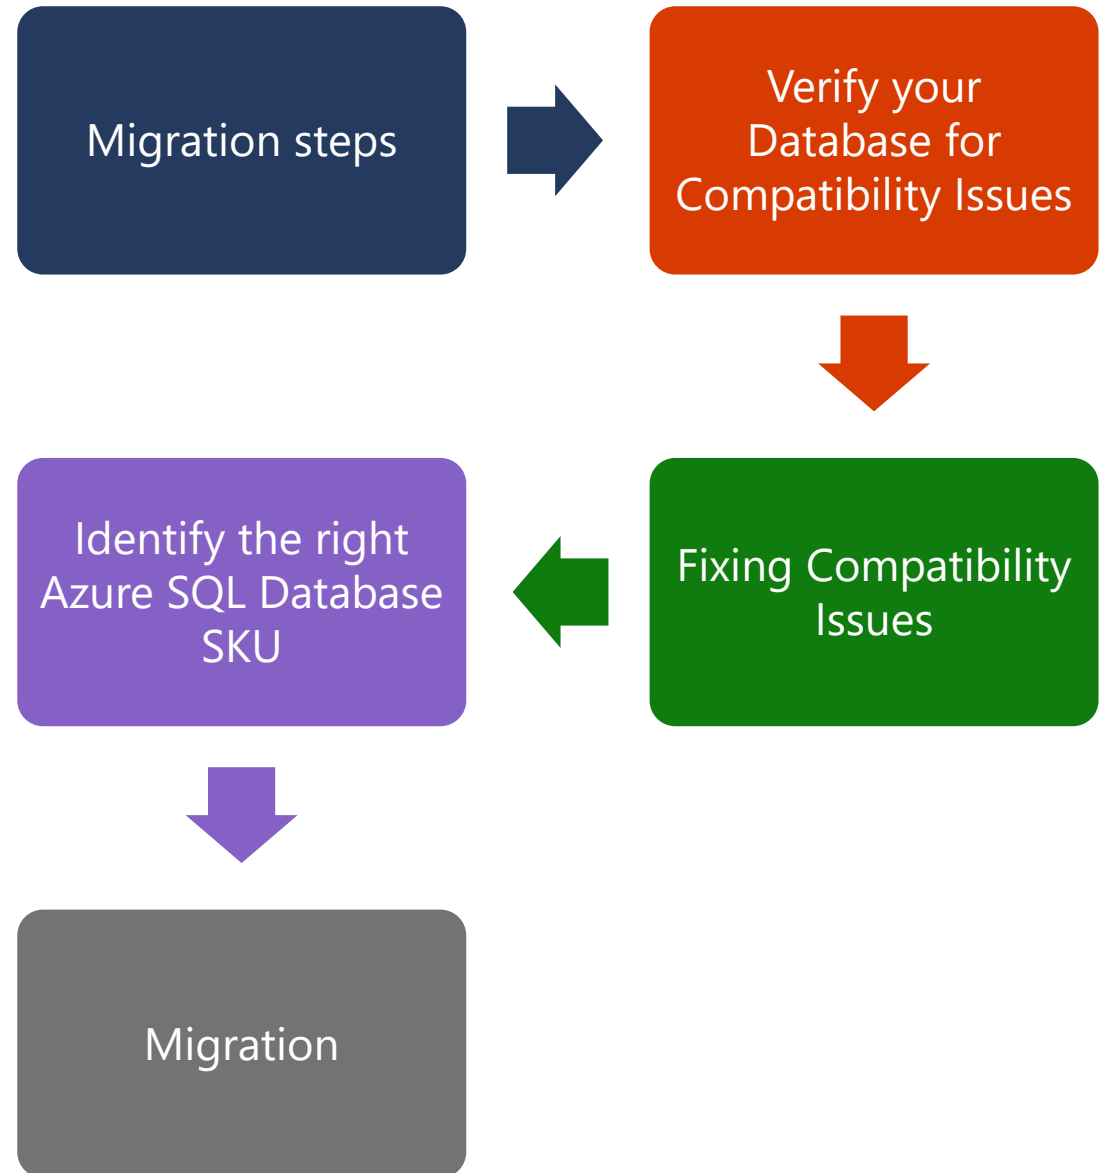 Migration steps
Verify your
Database for
Compatibility Issues
Fixing Compatibility
Issues
Identify the right
Azure SQL Database
SKU
Migration